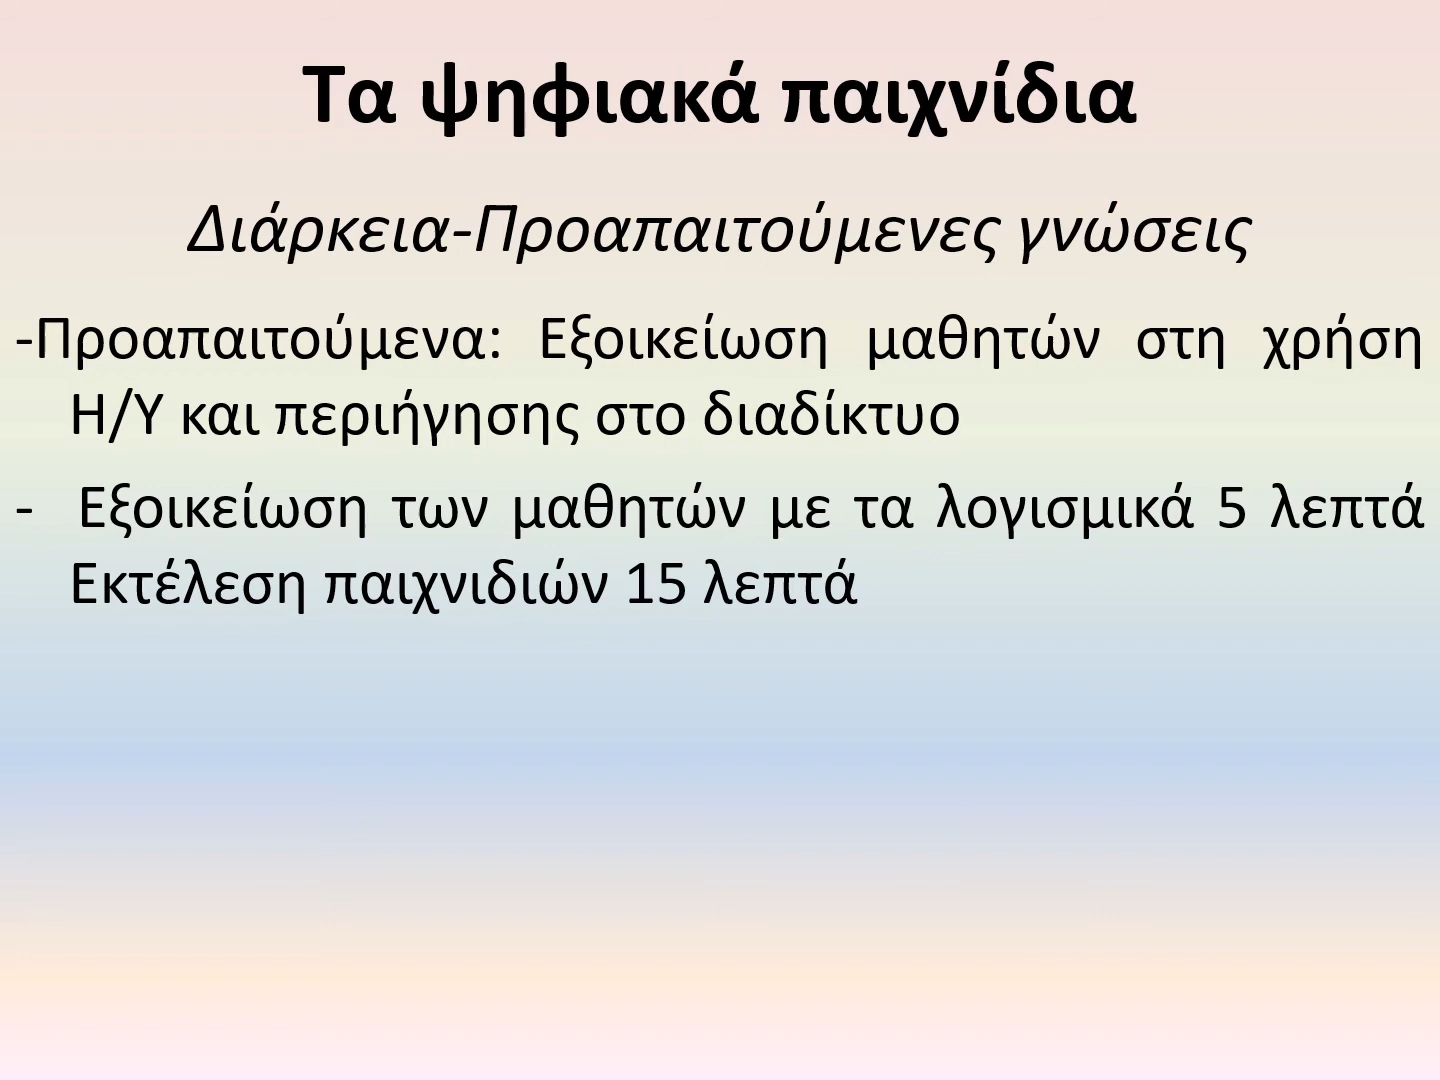 Τα ψηφιακά παιχνίδια
Διάρκεια-Προαπαιτούμενες γνώσεις
-Προαπαιτούμενα: Εξοικείωση μαθητών στη χρήση
Η/Υ και περιήγησης στο διαδίκτυο
- Εξοικείωση των μαθητών με τα λογισμικά 5 λεπτά
Εκτέλεση παιχνιδιών 15 λεπτά